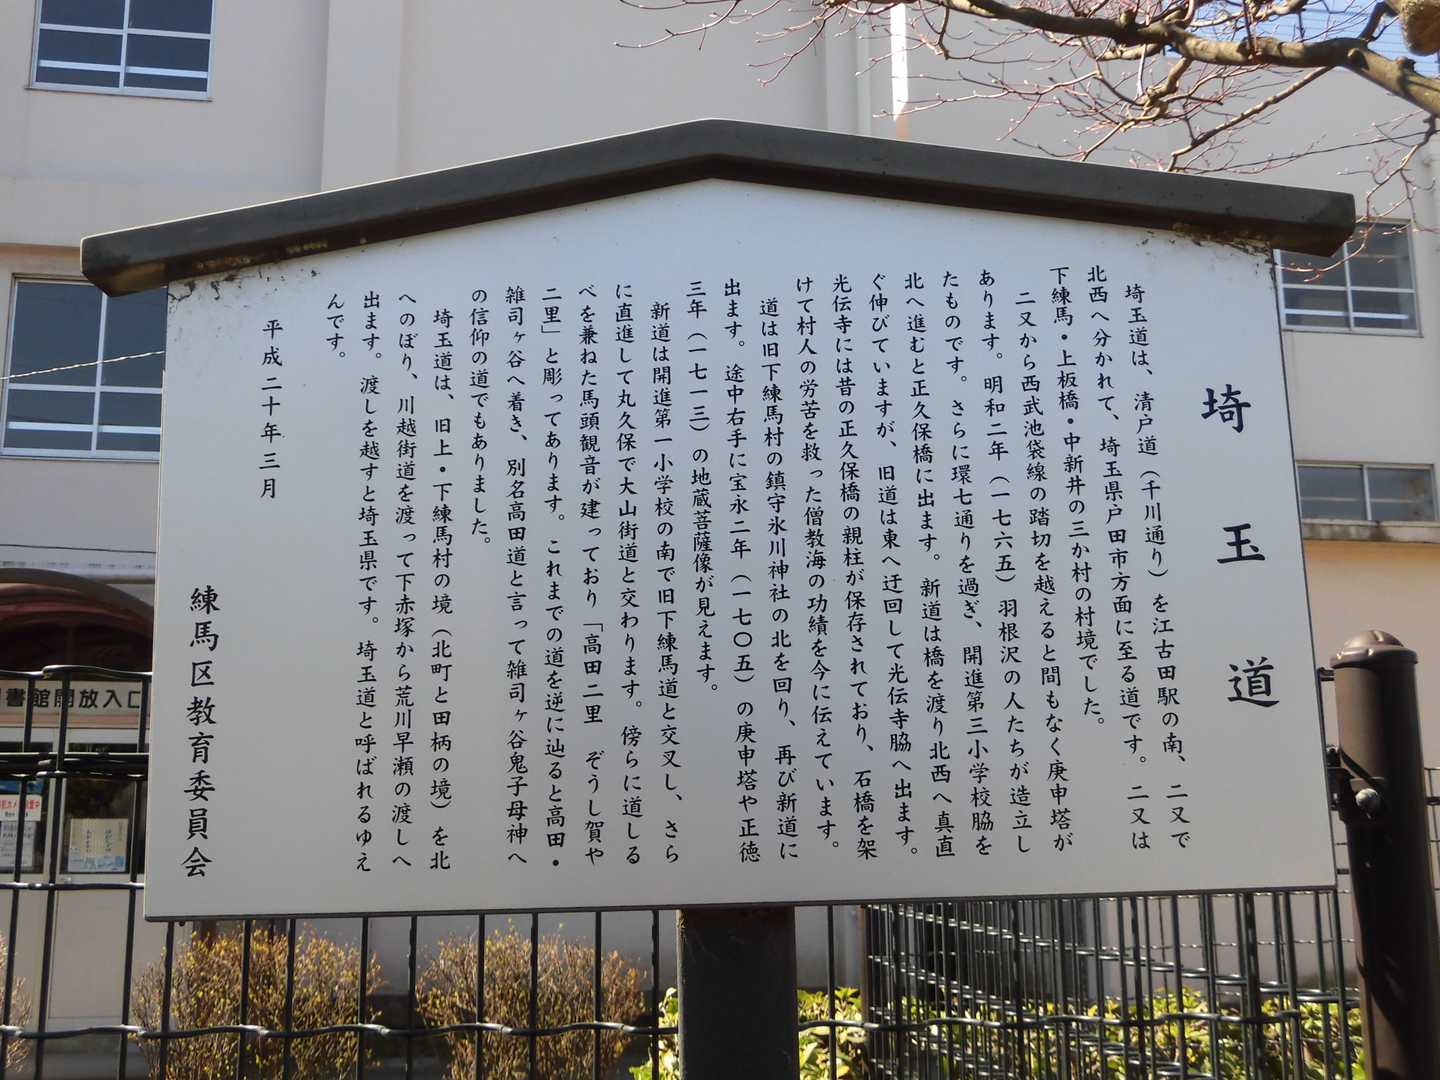 埼玉道
埼玉道は、清戸道（千川通り）を江古田駅の南、二又で
北西へ分かれて、埼玉県戸田市方面に至る道です。二又は
下練馬・上板橋・中新井の三か村の村境でした。
二又から西武池袋線の踏切を越えると間もなく庚申塔が
あります。明和二年（一七六五）羽根沢の人たちが造立し
たものです。さらに環七通りを過ぎ、開進第三小学校脇を
北へ進むと正久保橋に出ます。新道は橋を渡り北西へ真直
ぐ伸びていますが、旧道は東へ迂回して光伝寺脇へ出ます。
光伝寺には昔の正久保橋の親柱が保存されており、石橋を架
けて村人の労苦を救った僧教海の功績を今に伝えています。
道は旧下練馬村の鎮守氷川神社の北を回り、再び新道に
出ます。途中右手に宝永二年（一七〇五）の庚申塔や正徳
三年（一七一三）の地蔵菩薩像が見えます。
新道は開進第一小学校の南で旧下練馬道と交叉し、さら
に直進して丸久保で大山街道と交わります。傍らに道しる
べを兼ねた馬頭観音が建っており「高田二里　ぞうし賀や
二里」と彫ってあります。これまでの道を逆に辿ると高田・
雑司ヶ谷へ着き、別名高田道と言って雑司ヶ谷鬼子母神へ
の信仰の道でもありました。
埼玉道は、旧上・下練馬村の境（北町と田柄の境）を北
へのぼり、川越街道を渡って下赤塚から荒川早瀬の渡しへ
出ます。渡しを越すと埼玉県です。埼玉道と呼ばれるゆえ
んです。
平成二十年三月
練馬区教育委員会
書館開放入口